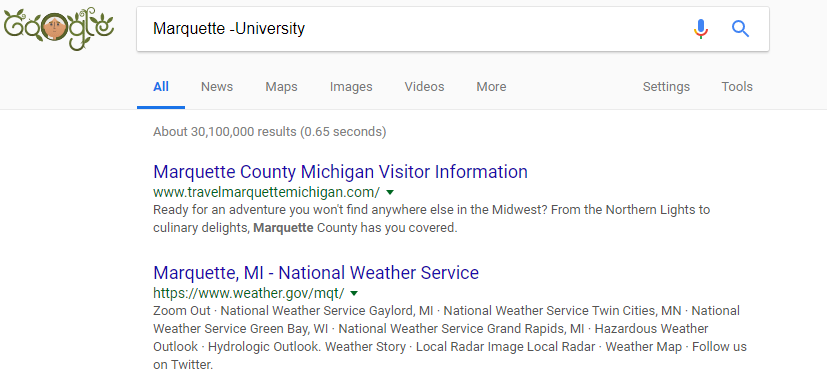 Google
Marquette -University
All News Maps Images Videos More Settings Tools
About 30,100,000 results (0.65 seconds)
Marquette County Michigan Visitor Information
www.travelmarquettemichigan.com/
Ready for an adventure you won't find anywhere else in the Midwest? From the Northern Lights to
culinary delights, Marquette County has you covered.
Marquette, MI - National Weather Service
https://www.weather.gov/mqt/
Zoom Out · National Weather Service Gaylord, MI · National Weather Service Twin Cities, MN · National
Weather Service Green Bay, WI · National Weather Service Grand Rapids, MI · Hazardous Weather
Outlook · Hydrologic Outlook. Weather Story · Local Radar Image Local Radar · Weather Map · Follow us
on Twitter.